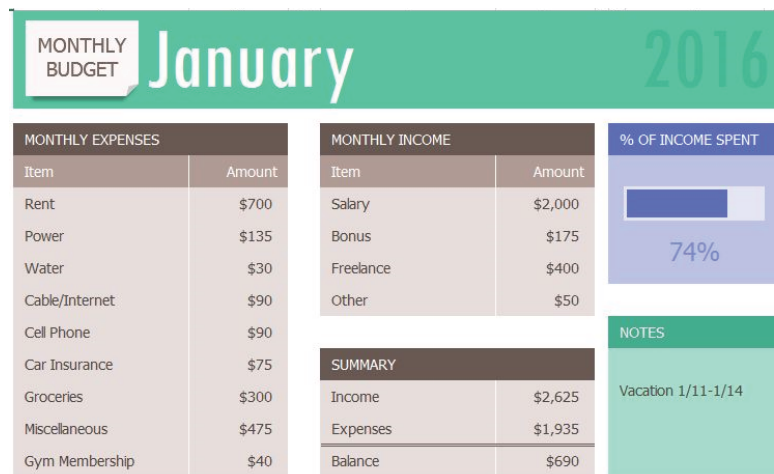 MONTHLY
BUDGET
January
2016
MONTHLY EXPENSES
Item Amount
Rent $700
Power $135
Water $30
Cable/Internet $90
Cell Phone $90
Car Insurance $75
Groceries $300
Miscellaneous $475
Gym Membership $40
MONTHLY INCOME
Item Amount
Salary $2,000
Bonus $175
Freelance $400
Other $50
SUMMARY
Income $2,625
Expenses $1,935
Balance $690
% OF INCOME SPENT
74%
NOTES
Vacation 1/11-1/14